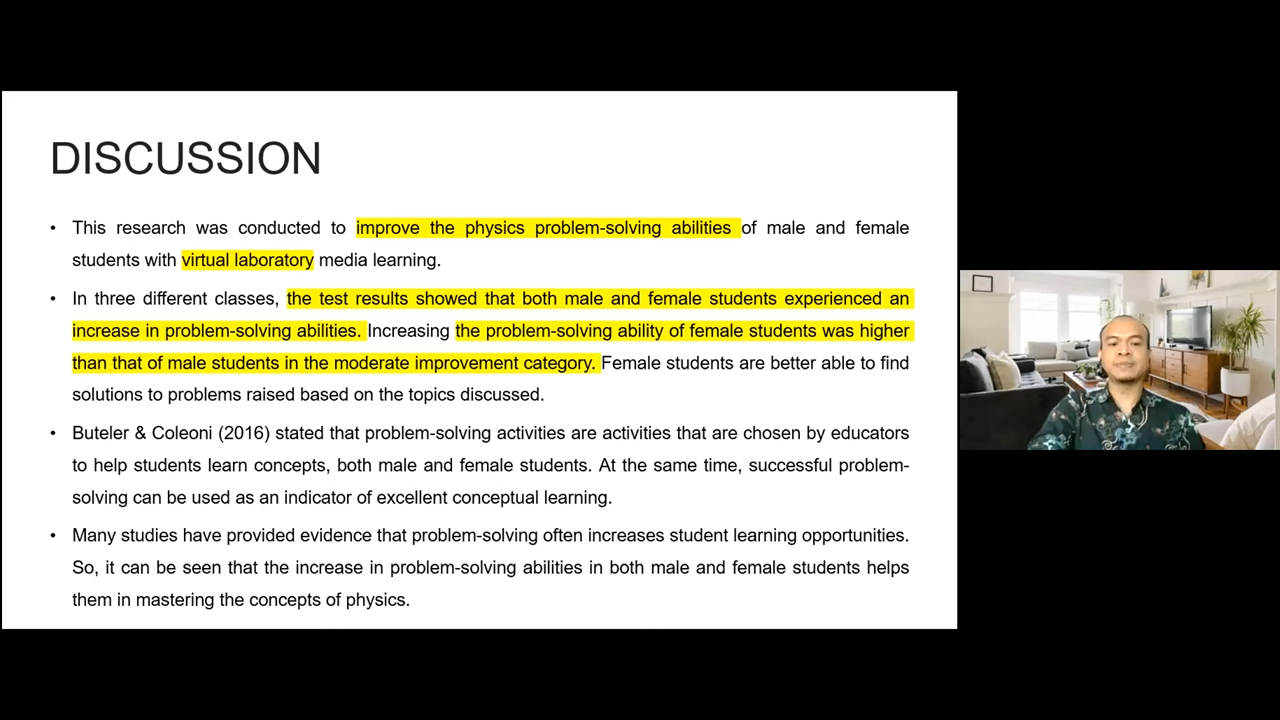 DISCUSSION
• This research was conducted to improve the physics problem-solving abilities of male and female
students with virtual laboratory media learning.
• In three different classes, the test results showed that both male and female students experienced an
increase in problem-solving abilities. Increasing the problem-solving ability of female students was higher
than that of male students in the moderate improvement category. Female students are better able to find
solutions to problems raised based on the topics discussed.
• Buteler & Coleoni (2016) stated that problem-solving activities are activities that are chosen by educators
to help students learn concepts, both male and female students. At the same time, successful problem-
solving can be used as an indicator of excellent conceptual learning.
• Many studies have provided evidence that problem-solving often increases student learning opportunities.
So, it can be seen that the increase in problem-solving abilities in both male and female students helps
them in mastering the concepts of physics.